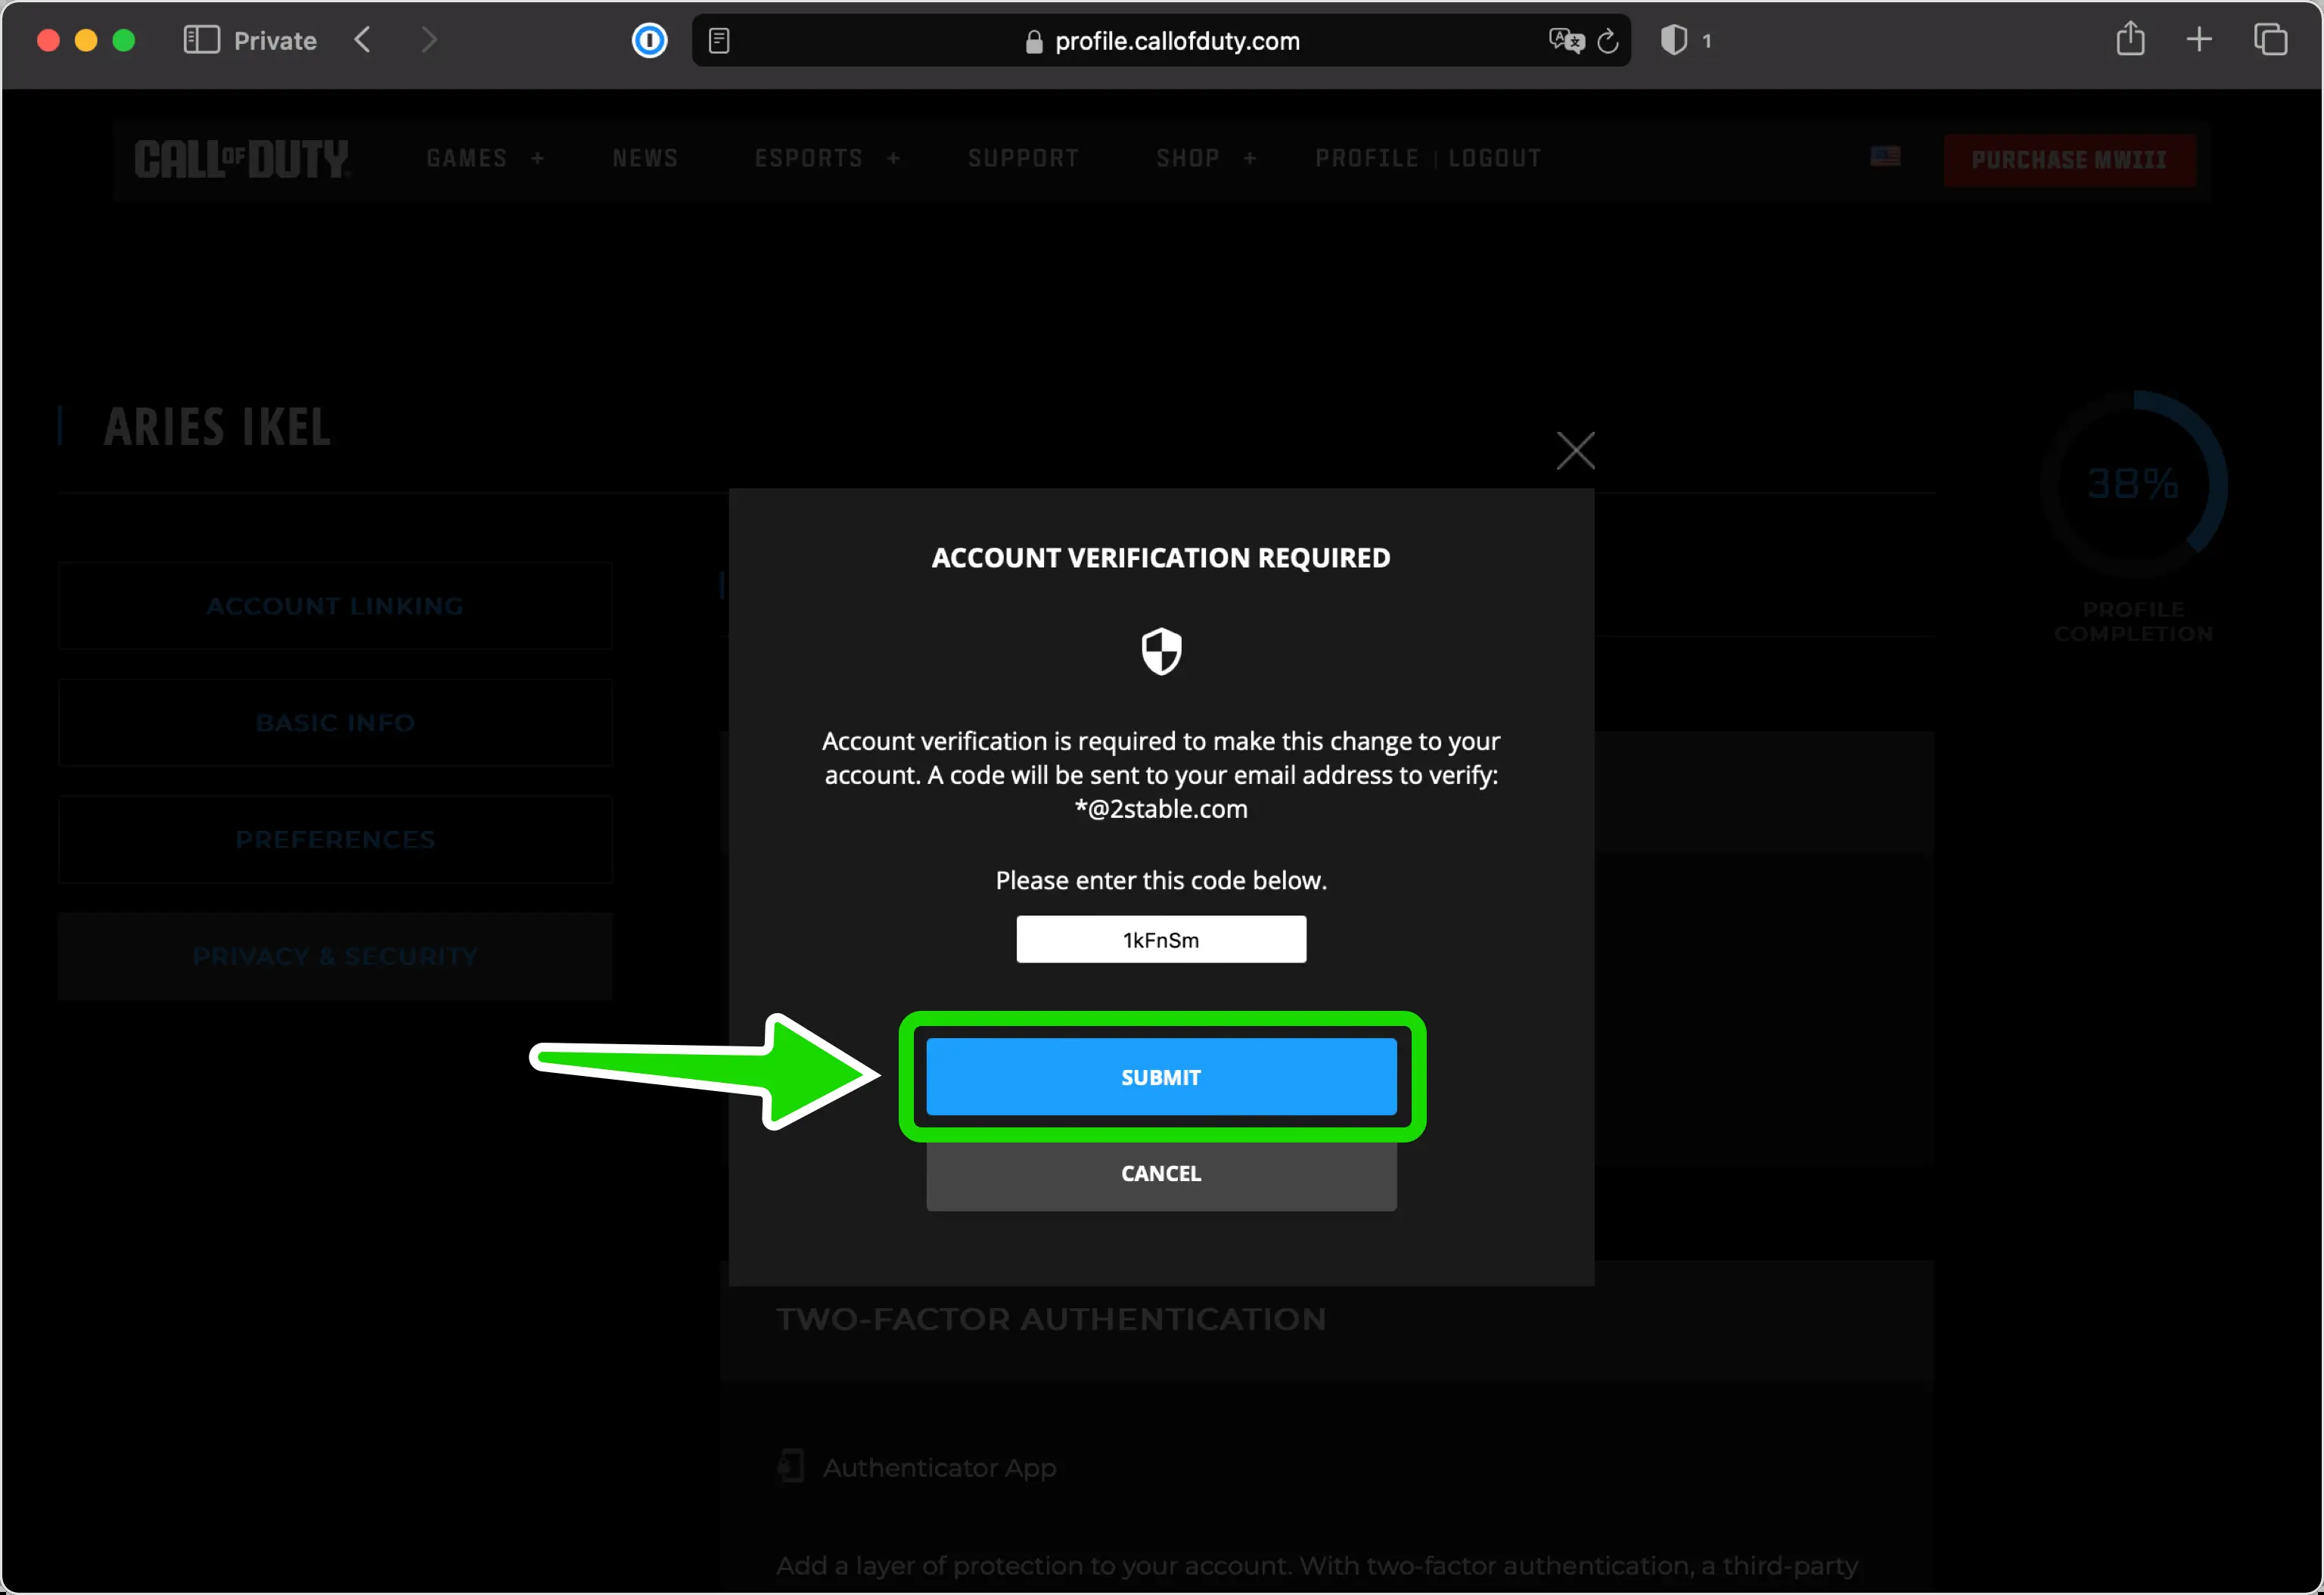 Private
profile.callofduty.com
1
CALL OF DUTY
GAMES +
NEWS
ESPORTS +
SUPPORT
SHOP +
PROFILE | LOGOUT
PURCHASE MWIII
ARIES IKEL
38%
PROFILE
COMPLETION
ACCOUNT LINKING
BASIC INFO
PREFERENCES
PRIVACY & SECURITY
ACCOUNT VERIFICATION REQUIRED
Account verification is required to make this change to your
account. A code will be sent to your email address to verify:
*@2stable.com
Please enter this code below.
1kFnSm
SUBMIT
CANCEL
TWO-FACTOR AUTHENTICATION
Authenticator App
Add a layer of protection to your account. With two-factor authentication, a third-party